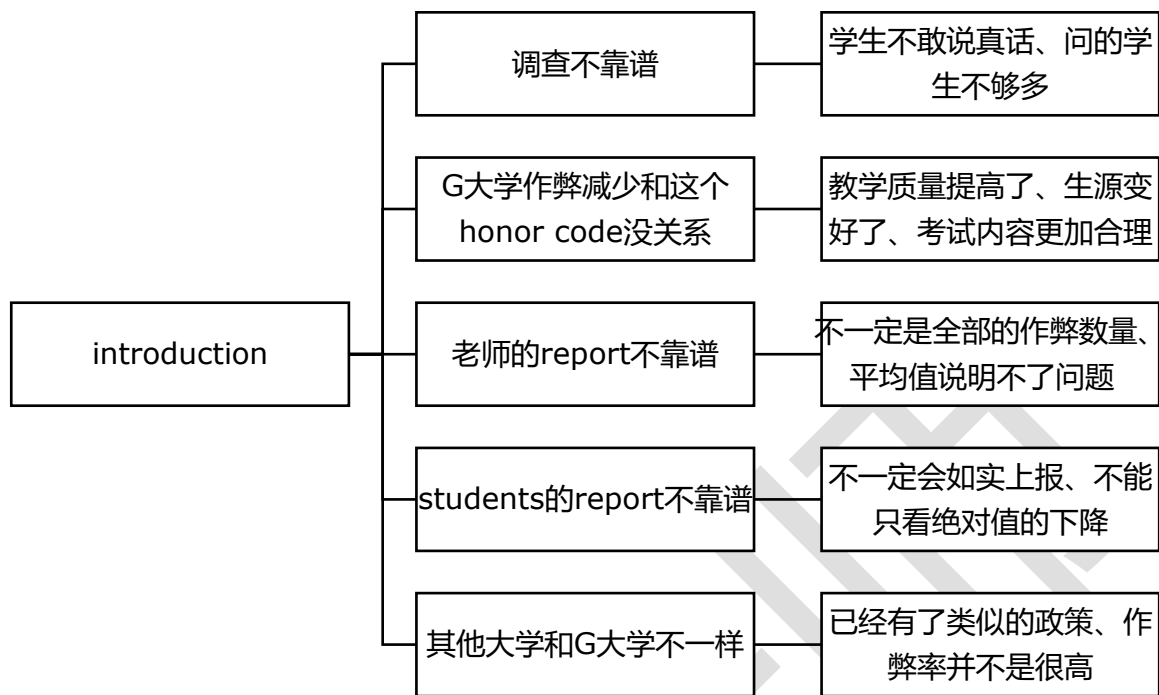 调查不靠谱
学生不敢说真话、问的学
生不够多
G大学作弊减少和这个
honor code没关系
教学质量提高了、生源变
好了、考试内容更加合理
introduction
老师的report不靠谱
不一定是全部的作弊数量、
平均值说明不了问题
students的report不靠谱
不一定会如实上报、不能
只看绝对值的下降
其他大学和G大学不一样
已经有了类似的政策、作
弊率并不是很高